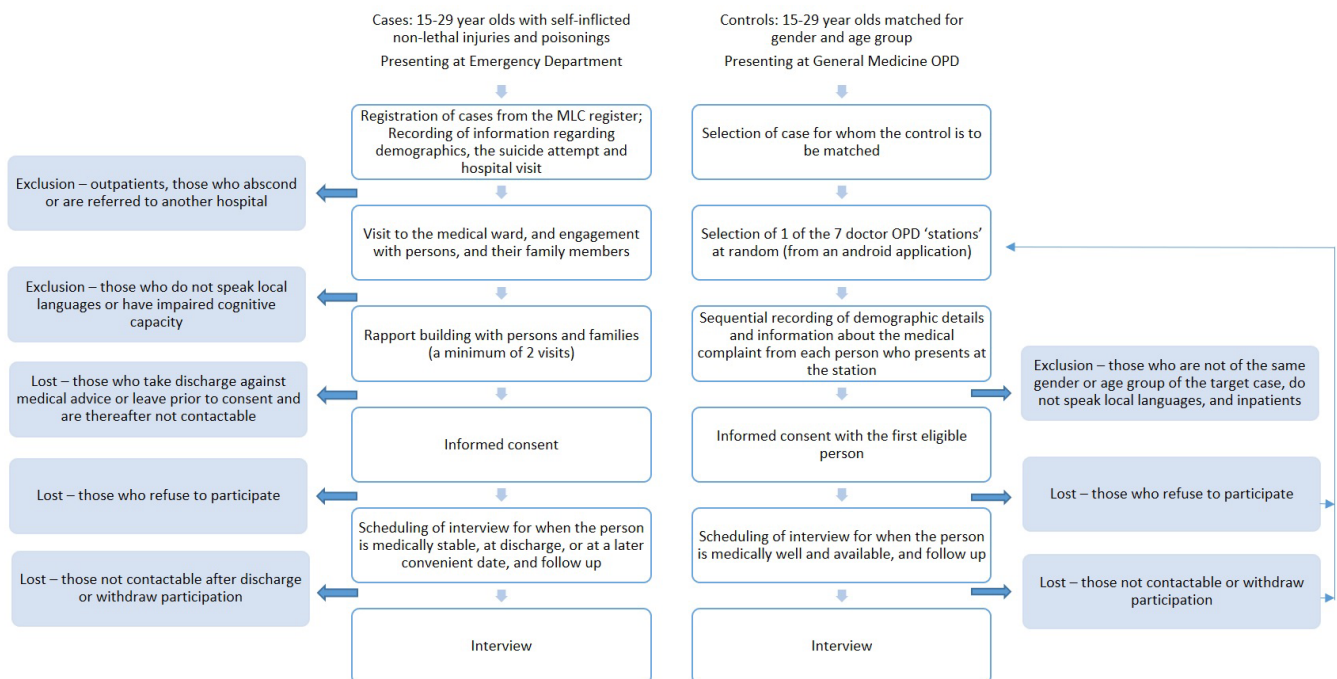 Cases: 15-29 year olds with self-inflicted
non-lethal injuries and poisonings
Presenting at Emergency Department
Registration of cases from the MLC register;
Recording of information regarding
demographics, the suicide attempt and
hospital visit
Exclusion – outpatients, those who abscond
or are referred to another hospital
Visit to the medical ward, and engagement
with persons, and their family members
Exclusion – those who do not speak local
languages or have impaired cognitive
capacity
Rapport building with persons and families
(a minimum of 2 visits)
Lost – those who take discharge against
medical advice or leave prior to consent and
are thereafter not contactable
Informed consent
Lost – those who refuse to participate
Scheduling of interview for when the person
is medically stable, at discharge, or at a later
convenient date, and follow up
Lost – those not contactable after discharge
or withdraw participation
Interview
Controls: 15-29 year olds matched for
gender and age group
Presenting at General Medicine OPD
Selection of case for whom the control is to
be matched
Selection of 1 of the 7 doctor OPD ‘stations’
at random (from an android application)
Sequential recording of demographic details
and information about the medical
complaint from each person who presents at
the station
Exclusion – those who are not of the same
gender or age group of the target case, do
not speak local languages, and inpatients
Informed consent with the first eligible
person
Lost – those who refuse to participate
Scheduling of interview for when the person
is medically well and available, and follow up
Lost – those not contactable or withdraw
participation
Interview